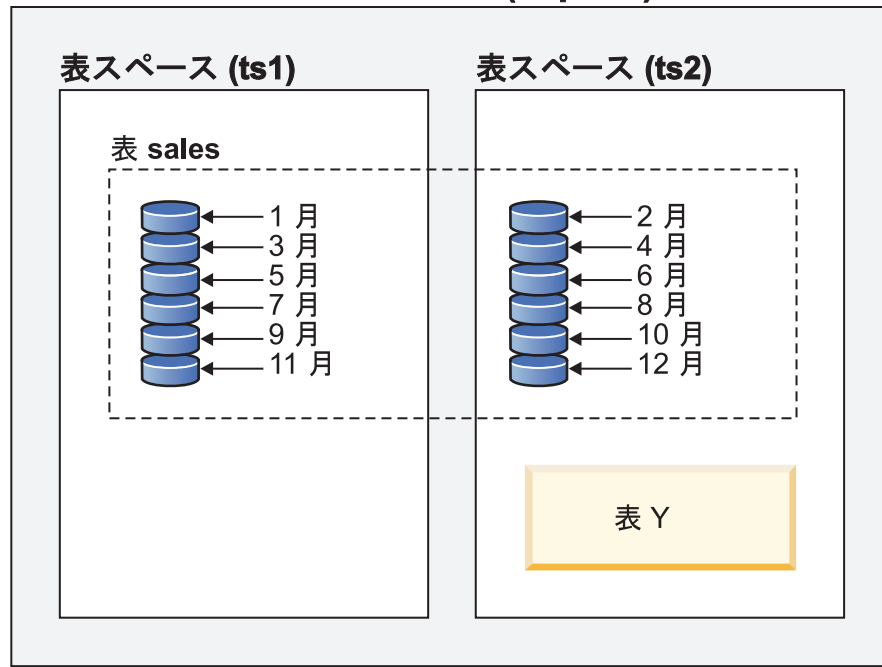 表スペース (ts1)
表スペース (ts2)
表 sales
1 月
3 月
5 月
7 月
9 月
11 月
2 月
4 月
6 月
8 月
10 月
12 月
表 Y